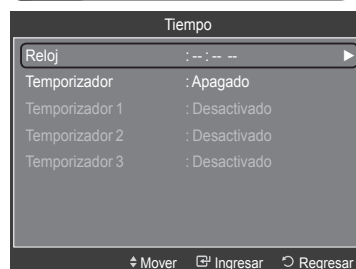 Tiempo
Reloj : -- : -- --
Temporizador : Apagado
Temporizador 1 : Desactivado
Temporizador 2 : Desactivado
Temporizador 3 : Desactivado
Mover Ingresar Regresar